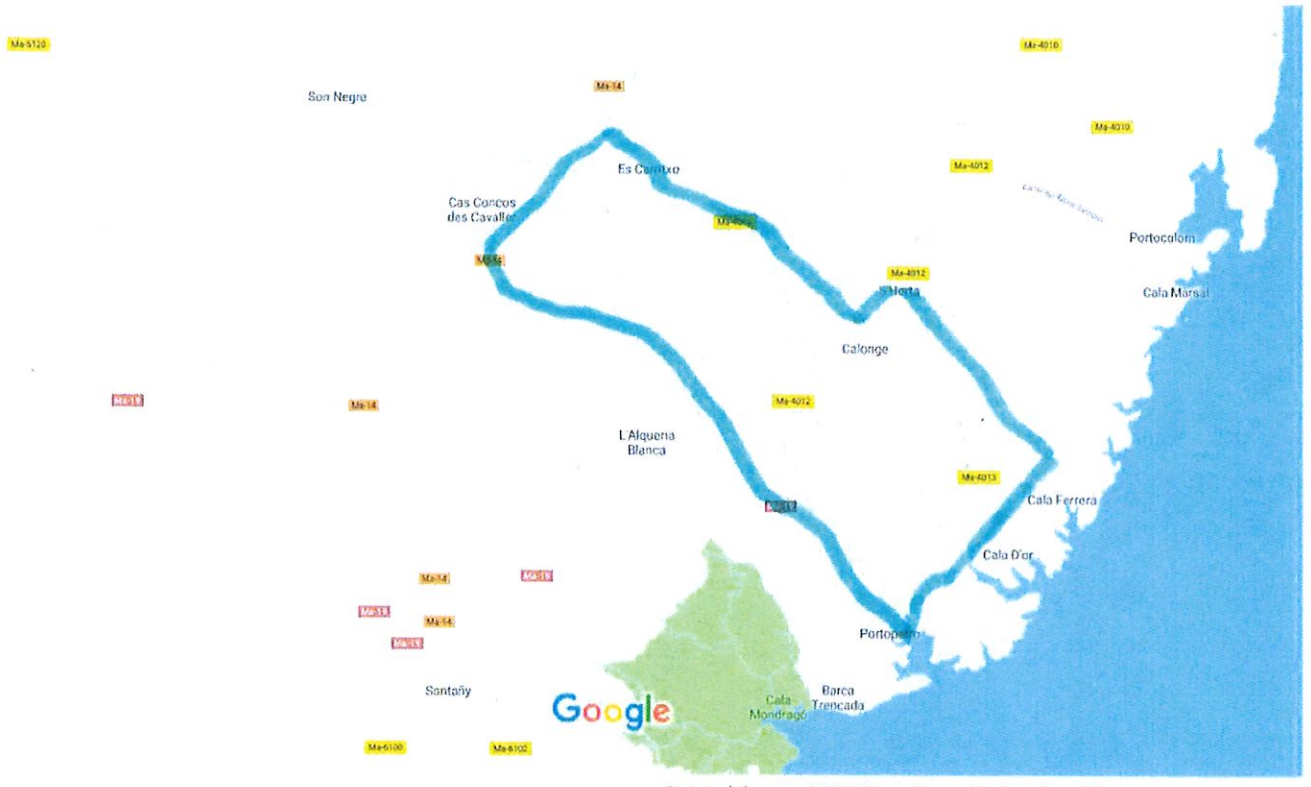 Ma-5120
Ma-4010
Ma-14
Son Negre
Ma-4010
Ma-4012
Es Carritxo
Cas Concos
des Cavaller
Portocolom
Ma-14
Ma-4012
S'Horta
Cala Marsal
Calonge
Ma-19
Ma-14
Ma-4012
L'Alqueria
Blanca
Ma-4013
Cala Ferrera
Ma-19
Cala D'or
Ma-14
Ma-19
Ma-19
Ma-14
Ma-19
Portopetro
Santañy
Google
Cala
Mondragó
Barca
Trencada
Ma-6100
Ma-6102